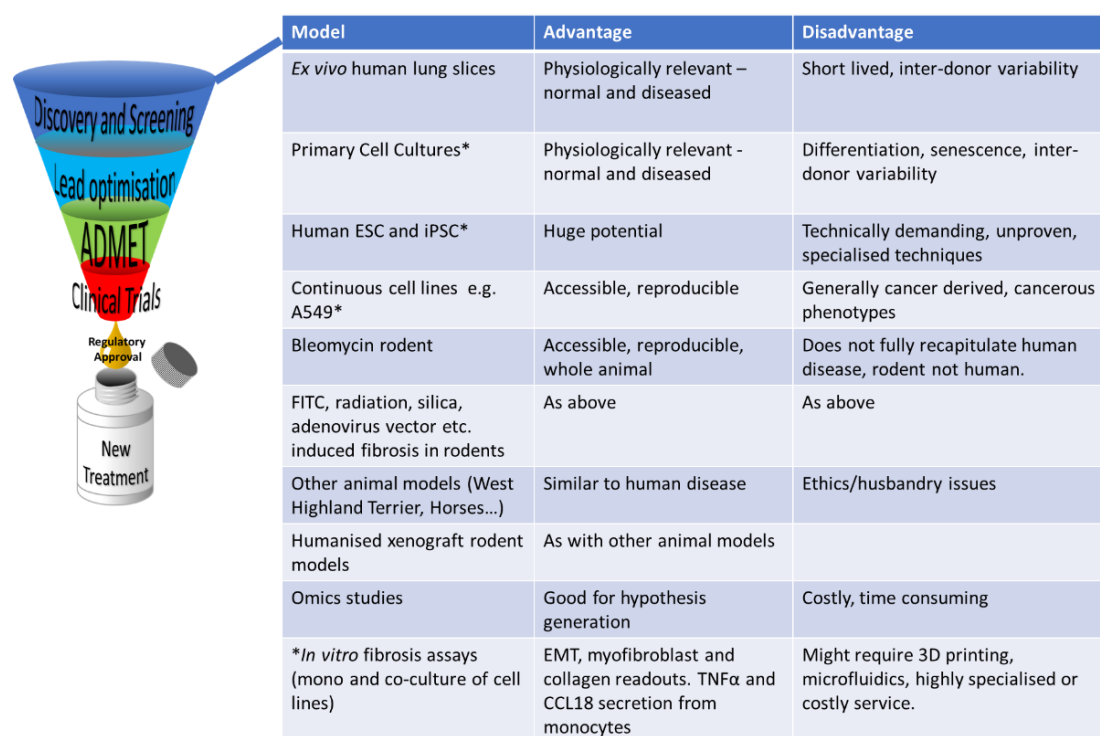 Discovery and Screening
Lead optimisation
ADMET
Clinical Trials
Regulatory
Approval
New
Treatment
Model Advantage Disadvantage
Ex vivo human lung slices Physiologically relevant – Short lived, inter-donor variability
normal and diseased
Primary Cell Cultures* Physiologically relevant - Differentiation, senescence, inter-
normal and diseased donor variability
Human ESC and iPSC* Huge potential Technically demanding, unproven,
specialised techniques
Continuous cell lines e.g. Accessible, reproducible Generally cancer derived, cancerous
A549* phenotypes
Bleomycin rodent Accessible, reproducible, Does not fully recapitulate human
whole animal disease, rodent not human.
FITC, radiation, silica, As above As above
adenovirus vector etc.
induced fibrosis in rodents
Other animal models (West Similar to human disease Ethics/husbandry issues
Highland Terrier, Horses...)
Humanised xenograft rodent As with other animal models
models
Omics studies Good for hypothesis Costly, time consuming
generation
*In vitro fibrosis assays EMT, myofibroblast and Might require 3D printing,
(mono and co-culture of cell collagen readouts. TNFα and microfluidics, highly specialised or
lines) CCL18 secretion from costly service.
monocytes